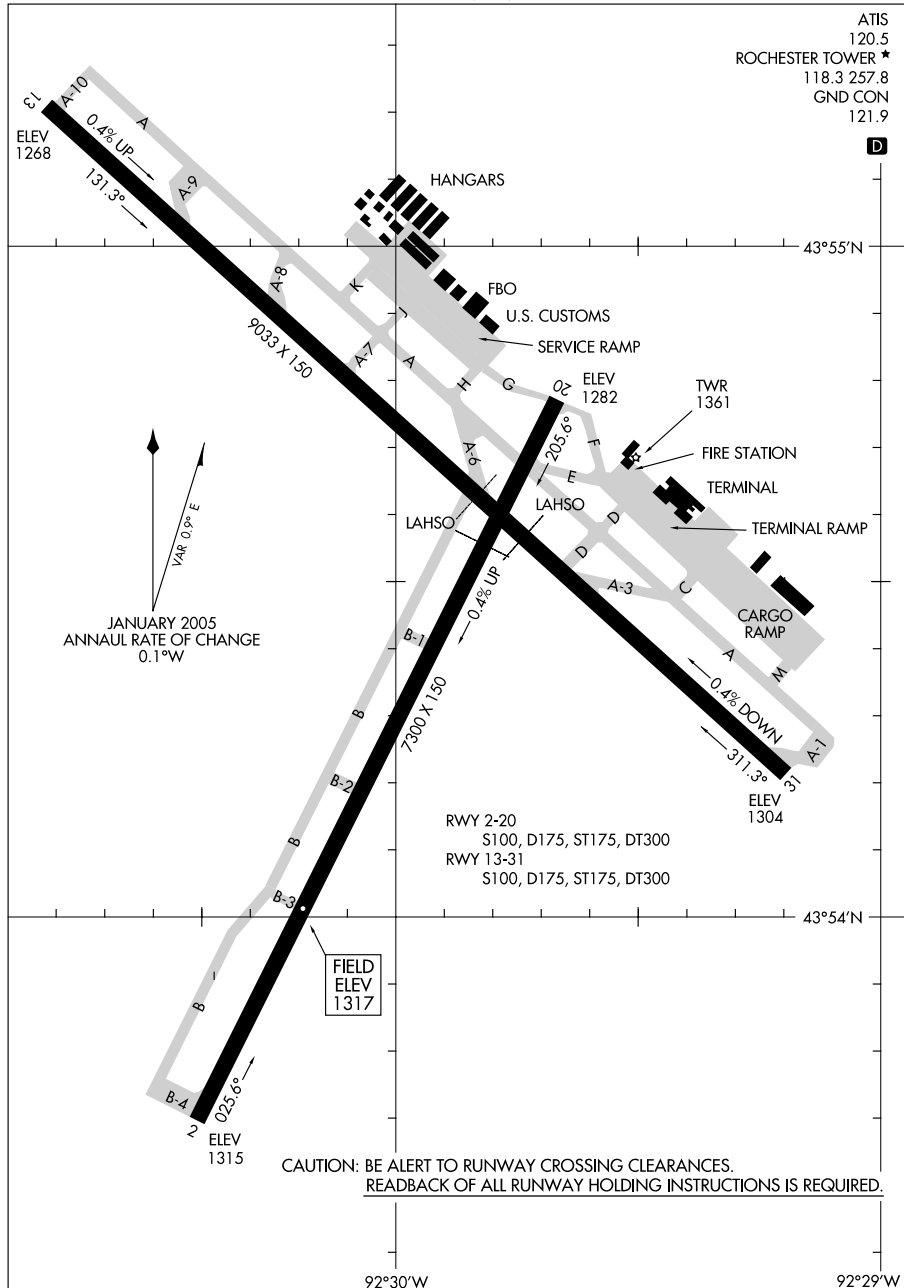 ATIS
120.5
ROCHESTER TOWER ★
118.3 257.8
GND CON
121.9
D
13
A-10
A
ELEV
1268
0.4% UP
131.3°
A-9
HANGARS
43°55'N
A-8
K
FBO
J
U.S. CUSTOMS
SERVICE RAMP
9033 X 150
A-7
A
H
G
20
ELEV
1282
TWR
1361
205.6°
F
FIRE STATION
A-6
E
TERMINAL
LAHSO
LAHSO
D
TERMINAL RAMP
VAR 0.9° E
D
A-3
C
0.4% UP
CARGO
RAMP
JANUARY 2005
ANNAUL RATE OF CHANGE
0.1°W
B-1
A
M
7300 X 150
0.4% DOWN
B
311.3°
A-1
B-2
31
ELEV
1304
RWY 2-20
S100, D175, ST175, DT300
RWY 13-31
S100, D175, ST175, DT300
B
B-3
43°54'N
FIELD
ELEV
1317
B
025.6°
B-4
2
ELEV
1315
CAUTION: BE ALERT TO RUNWAY CROSSING CLEARANCES.
READBACK OF ALL RUNWAY HOLDING INSTRUCTIONS IS REQUIRED.
92°30'W
92°29'W